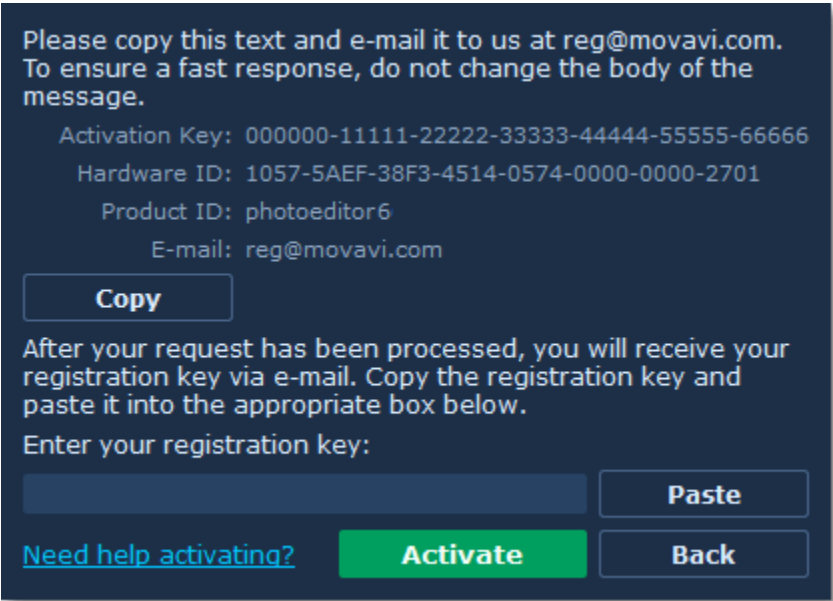 Please copy this text and e-mail it to us at reg@movavi.com.
To ensure a fast response, do not change the body of the
message.
Activation Key: 000000-11111-22222-33333-44444-55555-66666
Hardware ID: 1057-5AEF-38F3-4514-0574-0000-0000-2701
Product ID: photoeditor6
E-mail: reg@movavi.com
Copy
After your request has been processed, you will receive your
registration key via e-mail. Copy the registration key and
paste it into the appropriate box below.
Enter your registration key:
Paste
Need help activating? Activate Back